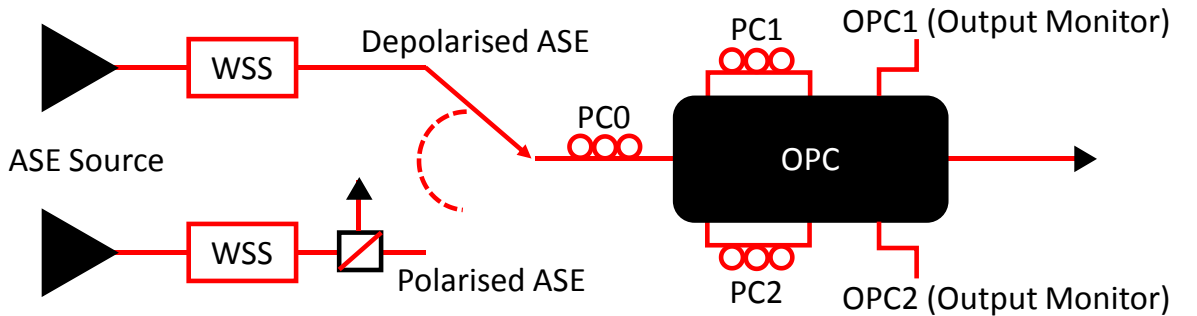 OPC1 (Output Monitor)
PC1
Depolarised ASE
WSS
PC0
ASE Source
OPC
WSS
Polarised ASE
PC2
OPC2 (Output Monitor)